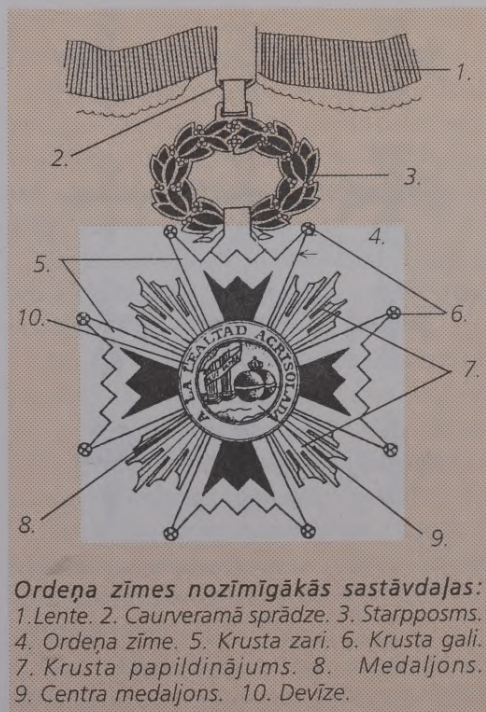 1.
2.
3.
4.
5.
6.
10.
7.
A LA LEALTAD ACRISOLADA
8.
9.
Ordeņa zīmes nozīmīgākās sastāvdaļas:
1.Lente. 2. Caurveramā sprādze. 3. Starpposms.
4. Ordeņa zīme. 5. Krusta zari. 6. Krusta gali.
7. Krusta papildinājums. 8. Medaljons.
9. Centra medaljons. 10. Devīze.